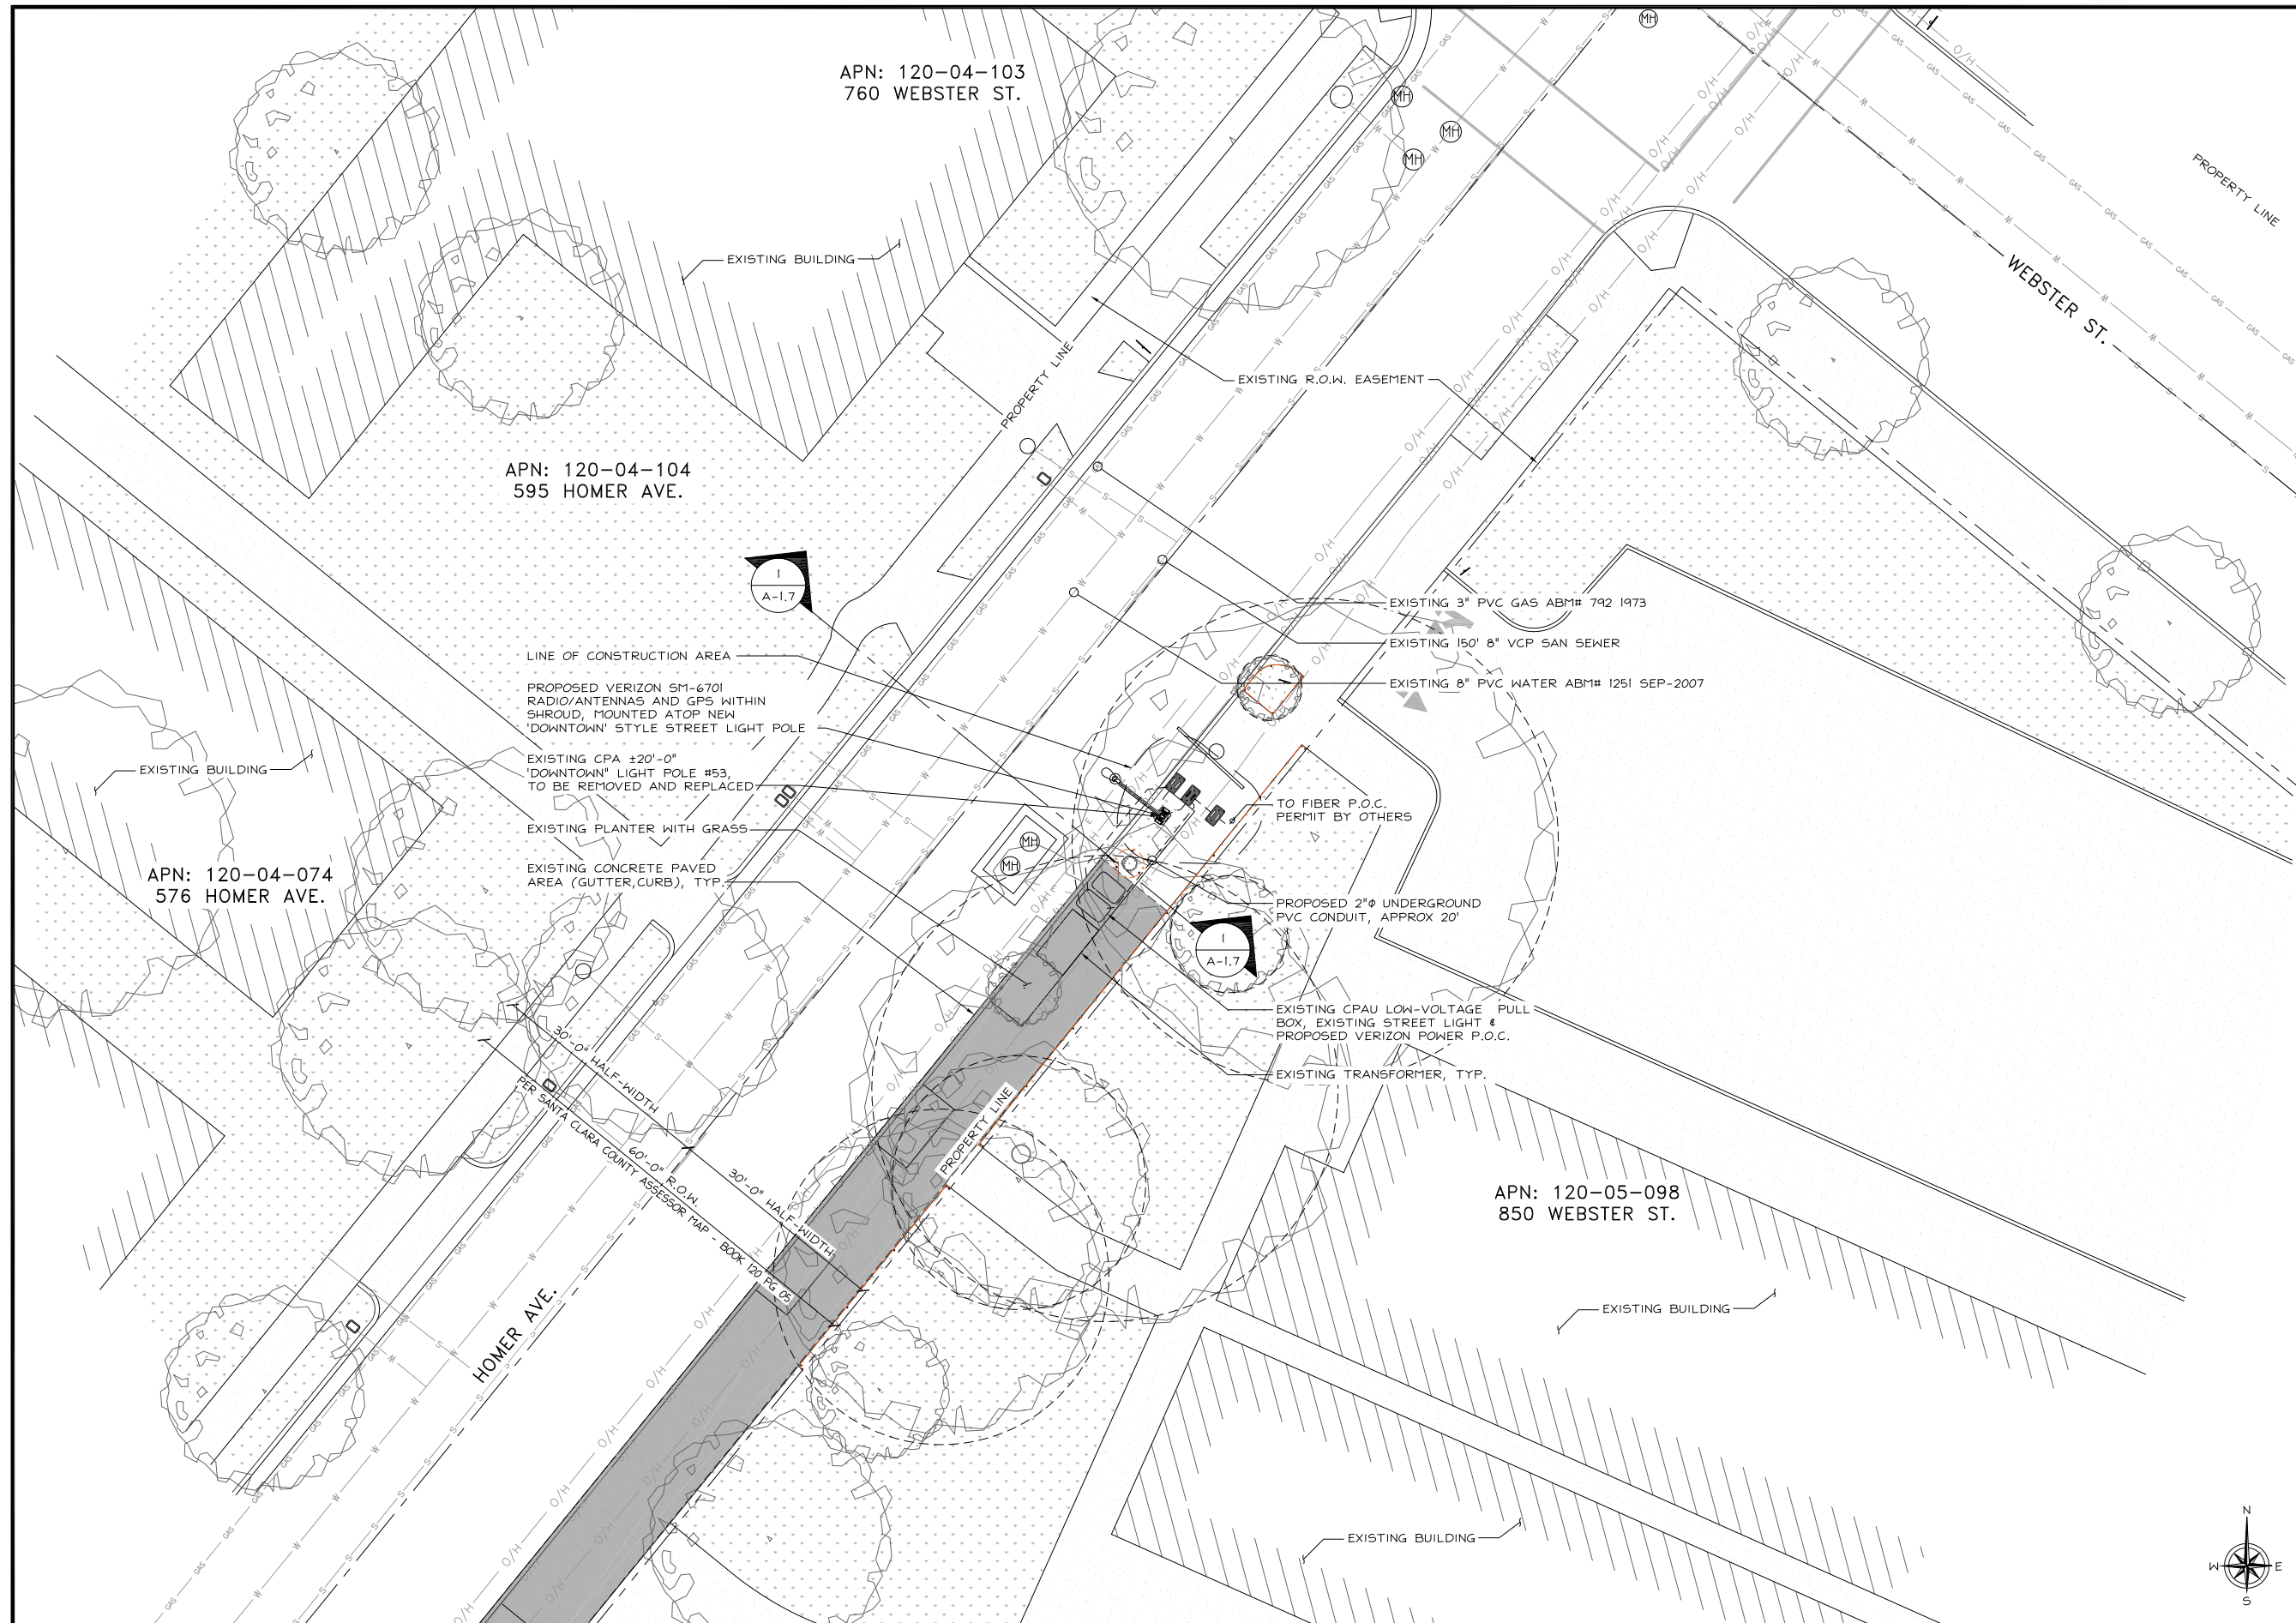 APN: 120-04-103
760 WEBSTER ST.
MH
MH
MH
MH
PROPERTY LINE
WEBSTER ST.
EXISTING BUILDING
PROPERTY LINE
EXISTING R.O.W. EASEMENT
APN: 120-04-104
595 HOMER AVE.
1
A-1.7
EXISTING 3" PVC GAS ABM# 792 1973
EXISTING 150' 8" VCP SAN SEWER
EXISTING 8" PVC WATER ABM# 1251 SEP-2007
LINE OF CONSTRUCTION AREA
PROPOSED VERIZON SM-6701
RADIO/ANTENNAS AND GPS WITHIN
SHROUD, MOUNTED ATOP NEW
'DOWNTOWN' STYLE STREET LIGHT POLE
EXISTING CPA ±20'-0"
'DOWNTOWN" LIGHT POLE #53,
TO BE REMOVED AND REPLACED
EXISTING BUILDING
TO FIBER P.O.C.
PERMIT BY OTHERS
EXISTING PLANTER WITH GRASS
MH
MH
EXISTING CONCRETE PAVED
AREA (GUTTER,CURB), TYP.
APN: 120-04-074
576 HOMER AVE.
PROPOSED 2"Ø UNDERGROUND
PVC CONDUIT, APPROX 20'
1
A-1.7
EXISTING CPAU LOW-VOLTAGE PULL
BOX, EXISTING STREET LIGHT &
PROPOSED VERIZON POWER P.O.C.
EXISTING TRANSFORMER, TYP.
30'-0" HALF-WIDTH
60'-0" R.O.W.
PER SANTA CLARA COUNTY ASSESSOR MAP - BOOK 120 PG 05
30'-0" HALF-WIDTH
PROPERTY LINE
APN: 120-05-098
850 WEBSTER ST.
HOMER AVE.
EXISTING BUILDING
EXISTING BUILDING
N
W
E
S